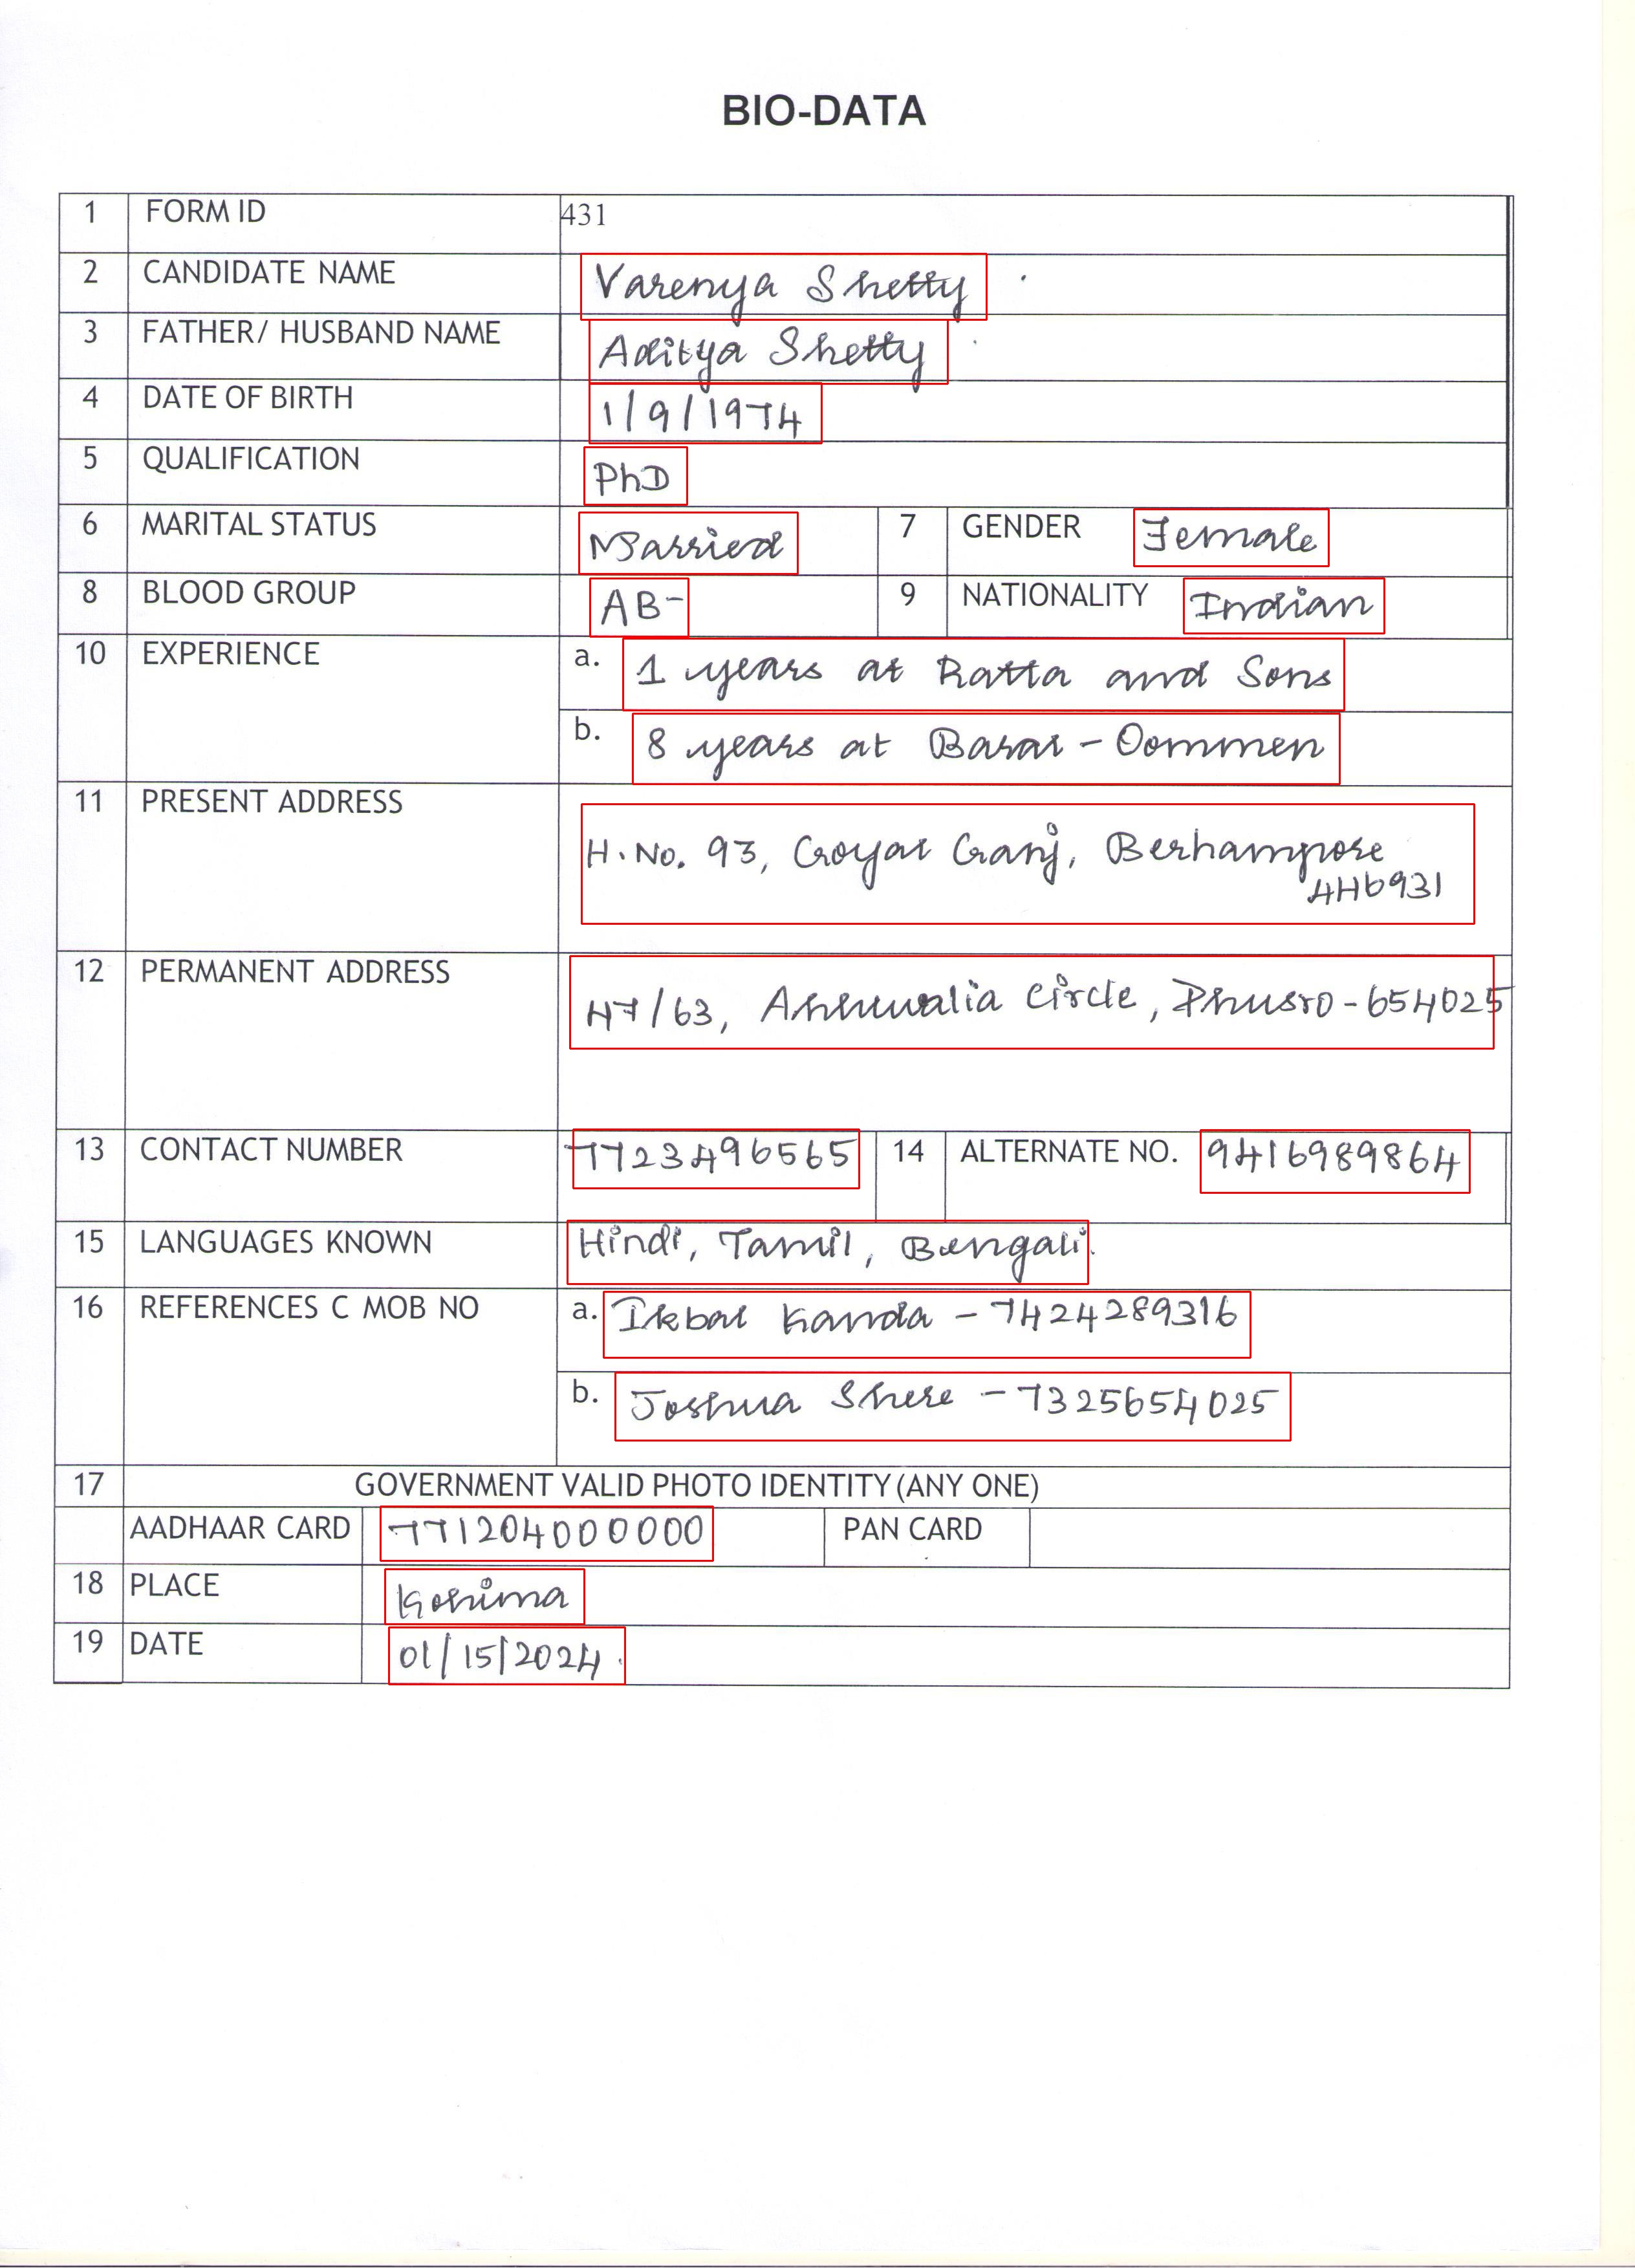 BIO-DATA
1 FORM ID 431
2 CANDIDATE NAME Varenya Shetty
3 FATHER/ HUSBAND NAME Aditya Shetty
4 DATE OF BIRTH 1/9/1974
5 QUALIFICATION PhD
6 MARITAL STATUS Married 7 GENDER Female
8 BLOOD GROUP AB- 9 NATIONALITY Indian
10 EXPERIENCE a. 1 years at Ratta and Sons
b. 8 years at Barar - Oommen
11 PRESENT ADDRESS H.No. 93, Goyal Ganj, Berhampore
446931
12 PERMANENT ADDRESS H7/63, Ahluwalia Circle, Phusro - 654025
13 CONTACT NUMBER 7723496565 14 ALTERNATE NO. 9416989864
15 LANGUAGES KNOWN Hindi, Tamil, Bengali.
16 REFERENCES C MOB NO a. Ikbal Kanda - 7424289316
b. Joshua Shere - 7325654025
17 GOVERNMENT VALID PHOTO IDENTITY (ANY ONE)
AADHAAR CARD 771204000000 PAN CARD
18 PLACE Kohima
19 DATE 01/15/2024